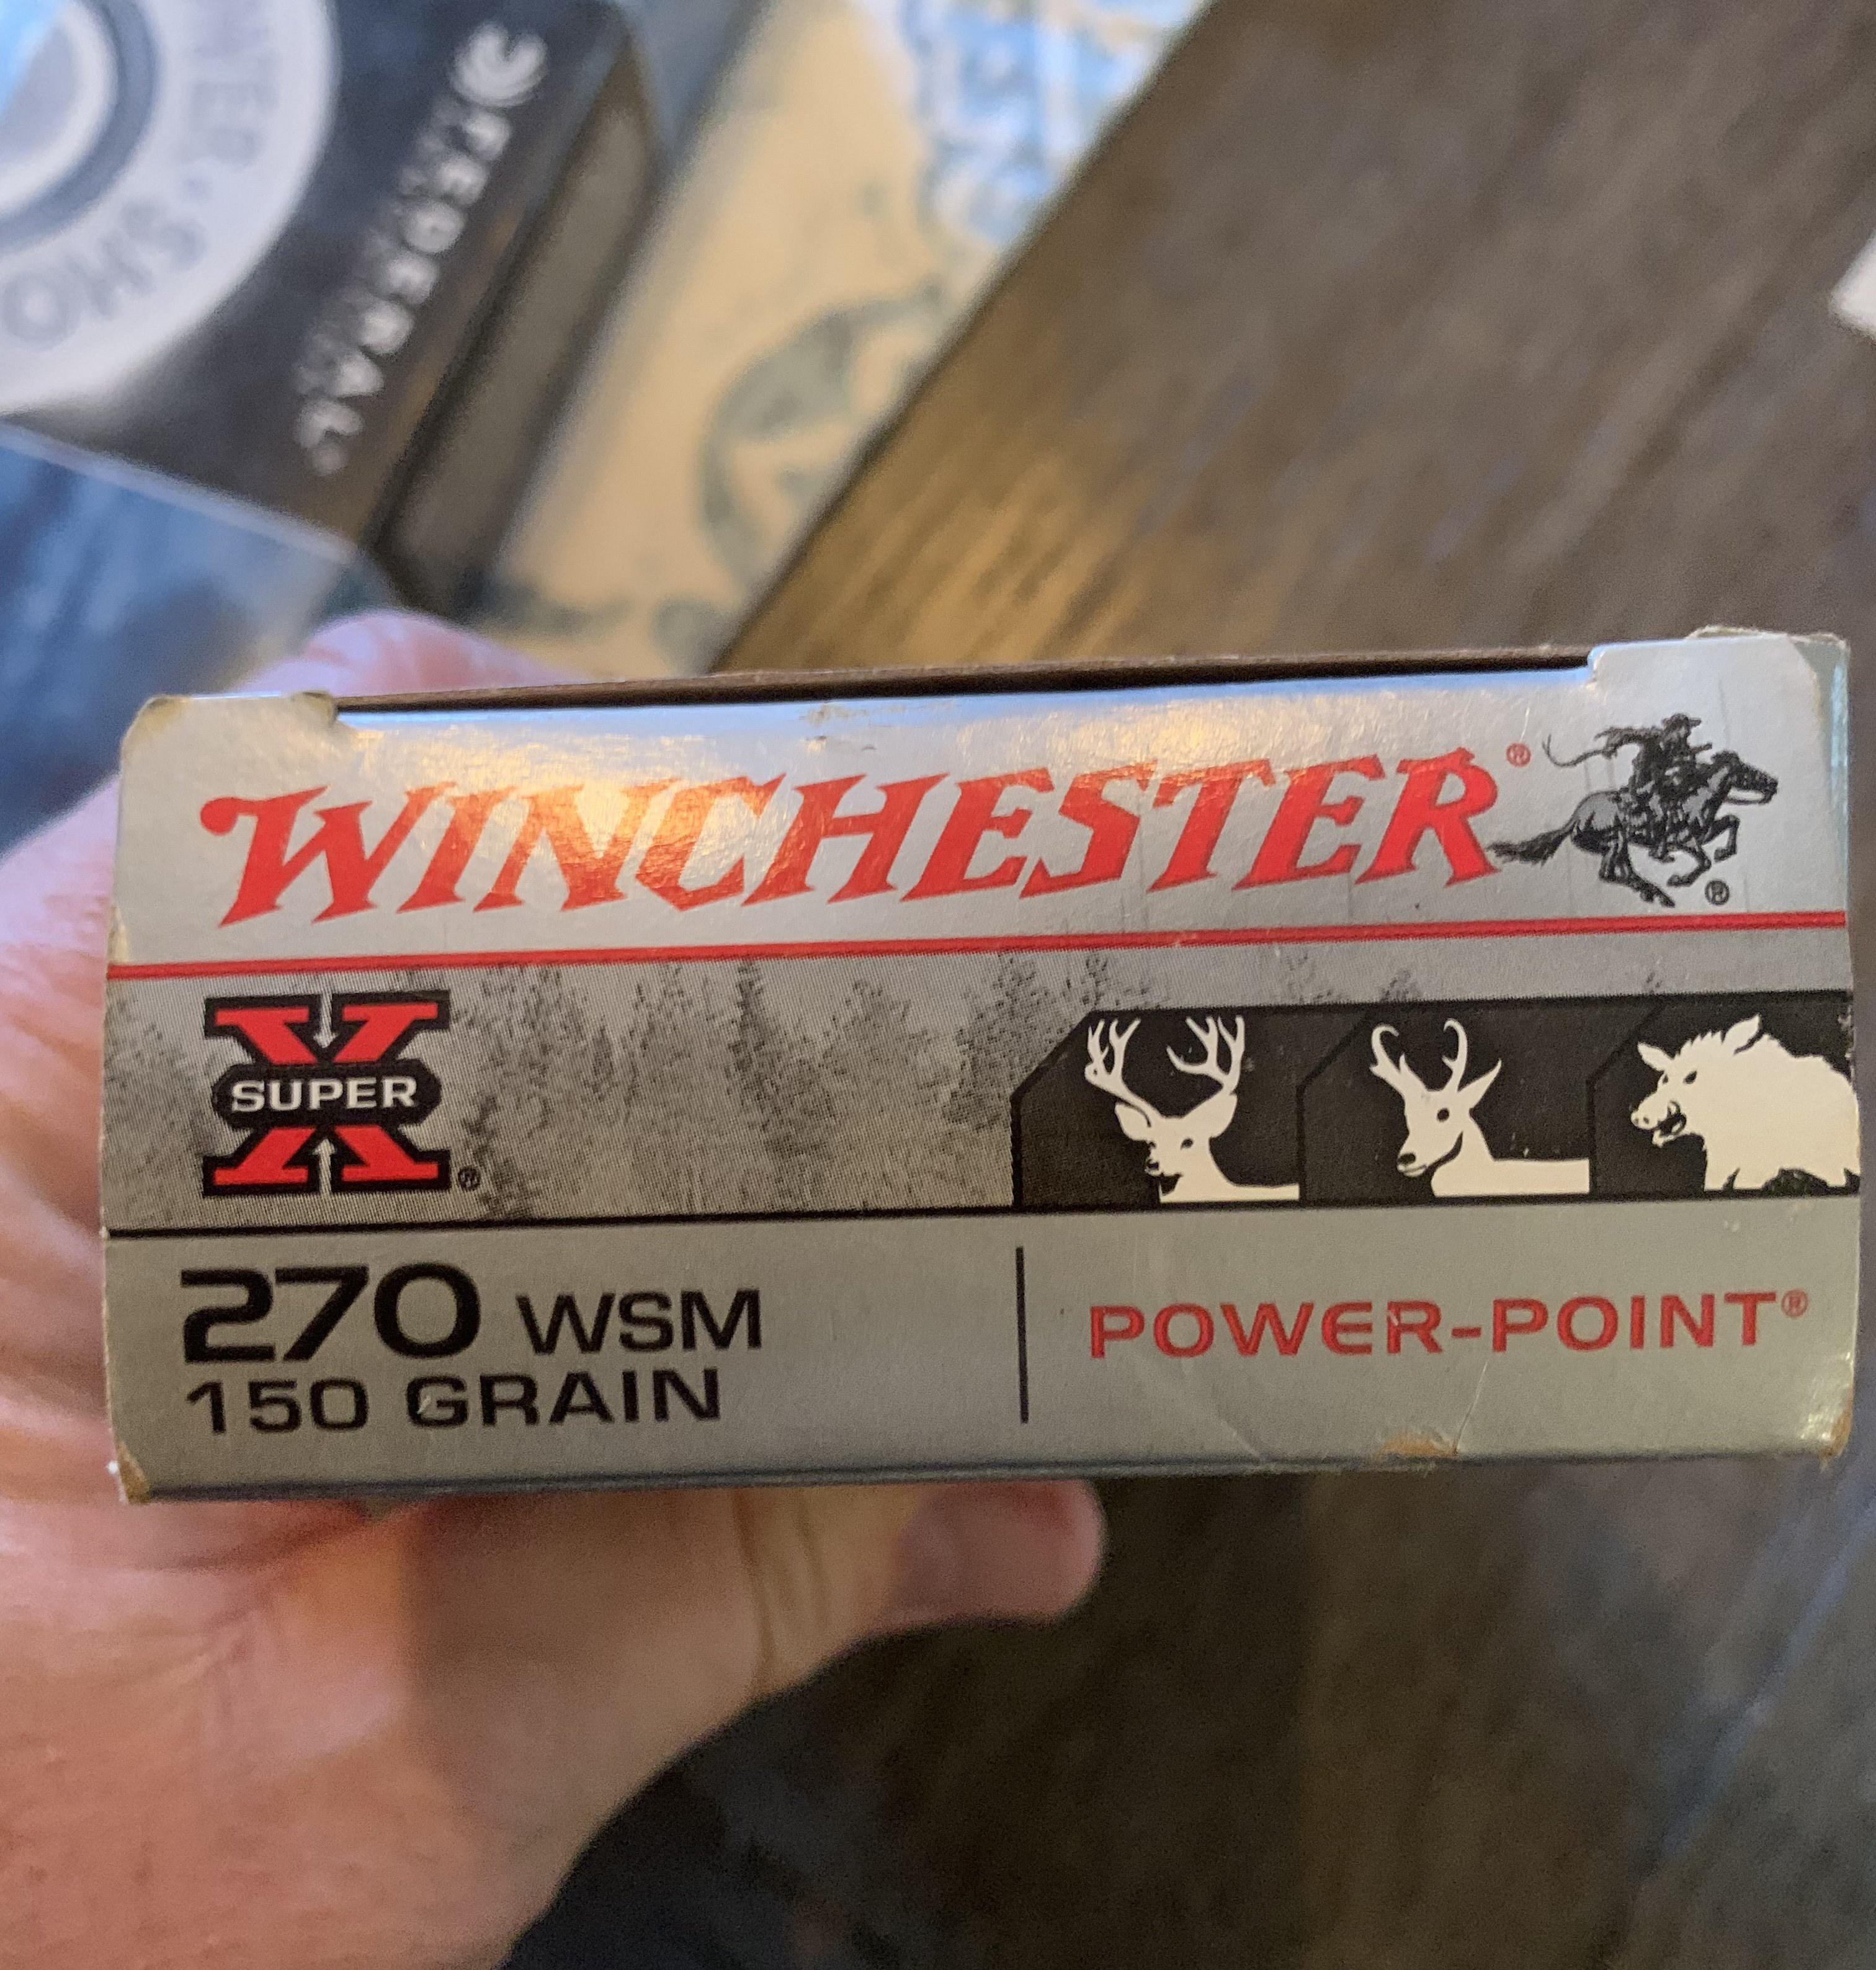 FEDERAL
WINCHESTER®
®
SUPER X®
270 WSM
150 GRAIN
POWER-POINT®